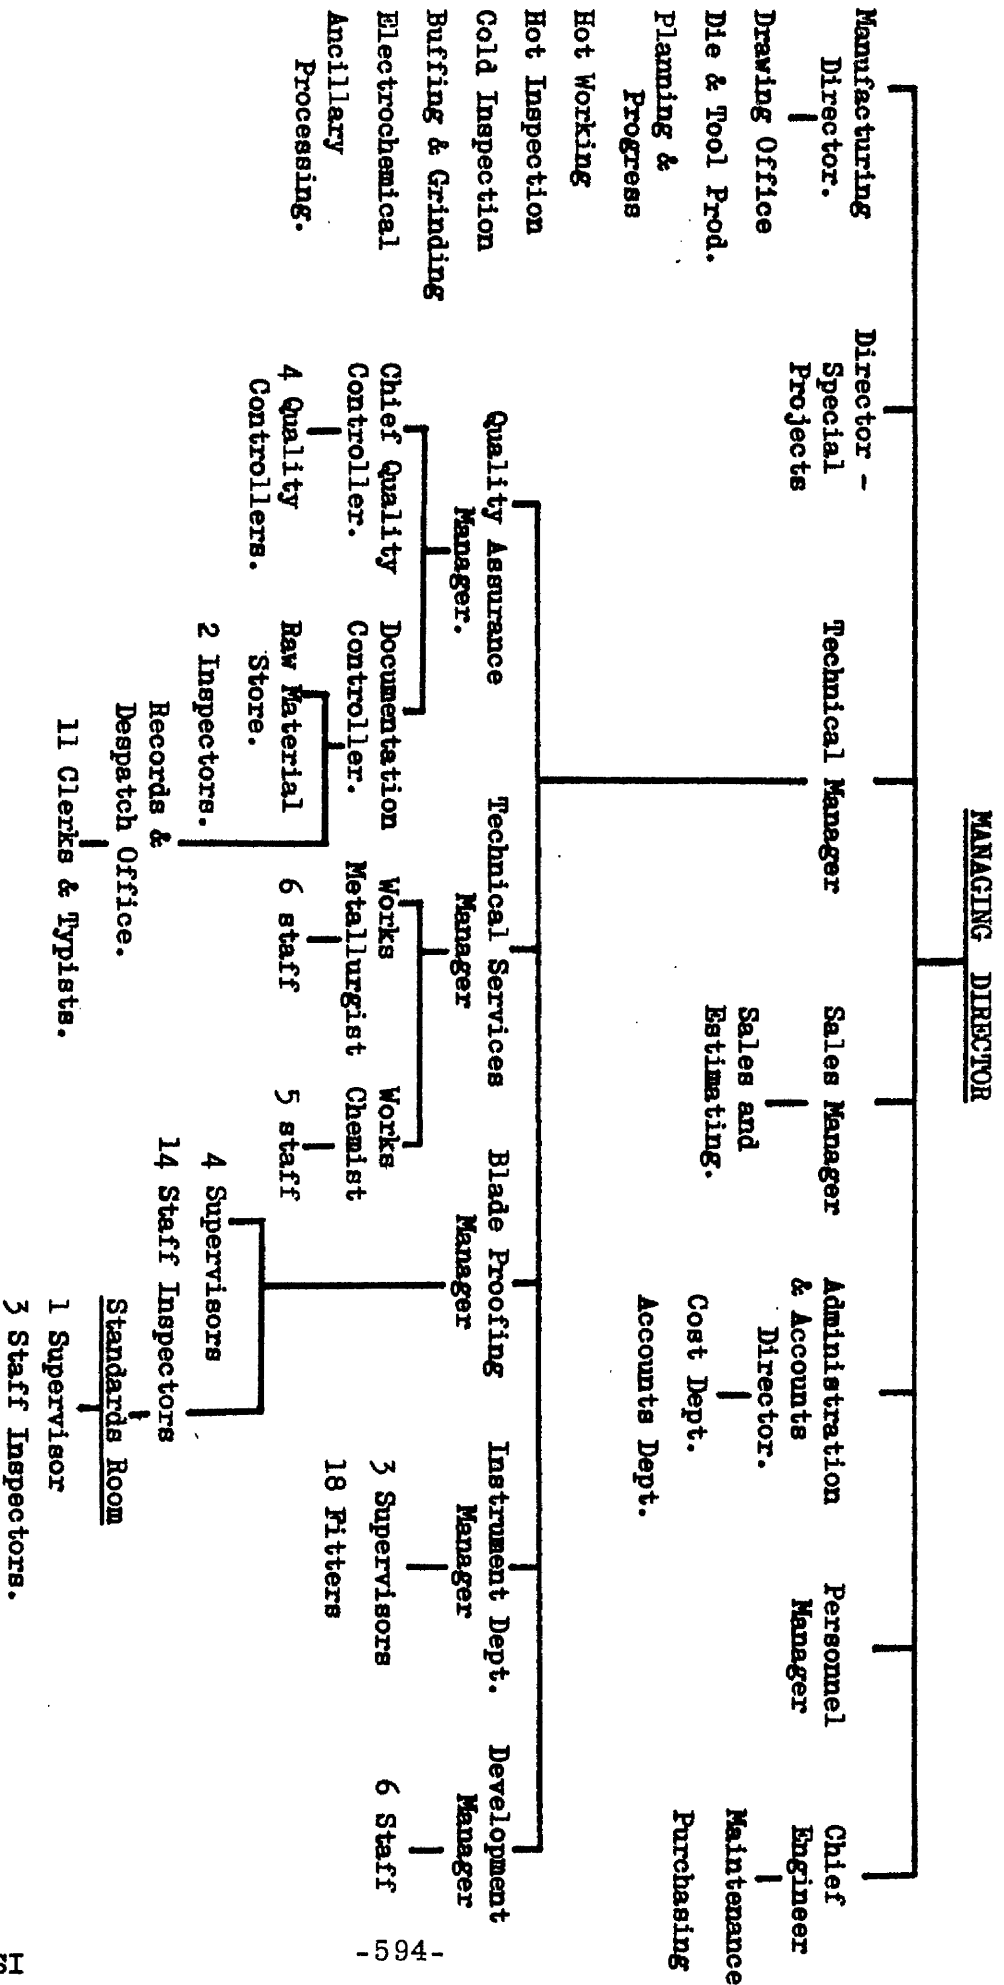 MANAGING DIRECTOR
Manufacturing
Director.
Drawing Office
Die & Tool Prod.
Planning &
Progress
Hot Working
Hot Inspection
Cold Inspection
Buffing & Grinding
Electrochemical
Ancillary
Processing.
Director -
Special
Projects
Technical Manager
Sales Manager
Sales and
Estimating.
Administration
& Accounts
Director.
Cost Dept.
Accounts Dept.
Personnel
Manager
Chief
Engineer
Maintenance
Purchasing
Quality Assurance
Manager.
Chief Quality
Controller.
4 Quality
Controllers.
Documentation
Controller.
Raw Material
Store.
2 Inspectors.
Records &
Despatch Office.
11 Clerks & Typists.
Technical Services
Manager
Works
Metallurgist
6 staff
Works
Chemist
5 staff
Blade Proofing
Manager
4 Supervisors
14 Staff Inspectors
Standards Room
1 Supervisor
3 Staff Inspectors.
Instrument Dept.
Manager
3 Supervisors
18 Fitters
Development
Manager
6 Staff
-594-